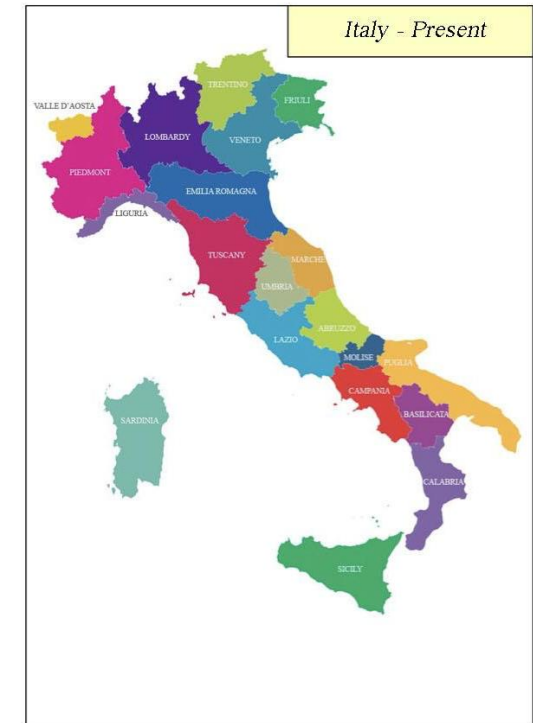 Italy - Present
TRENTINO
FRIULI
VALLE D'AOSTA
LOMBARDY
VENETO
PIEDMONT
EMILIA ROMAGNA
LIGURIA
TUSCANY
MARCHE
UMBRIA
ABRUZZO
LAZIO
MOLISE
PUGLIA
CAMPANIA
BASILICATA
SARDINIA
CALABRIA
SICILY